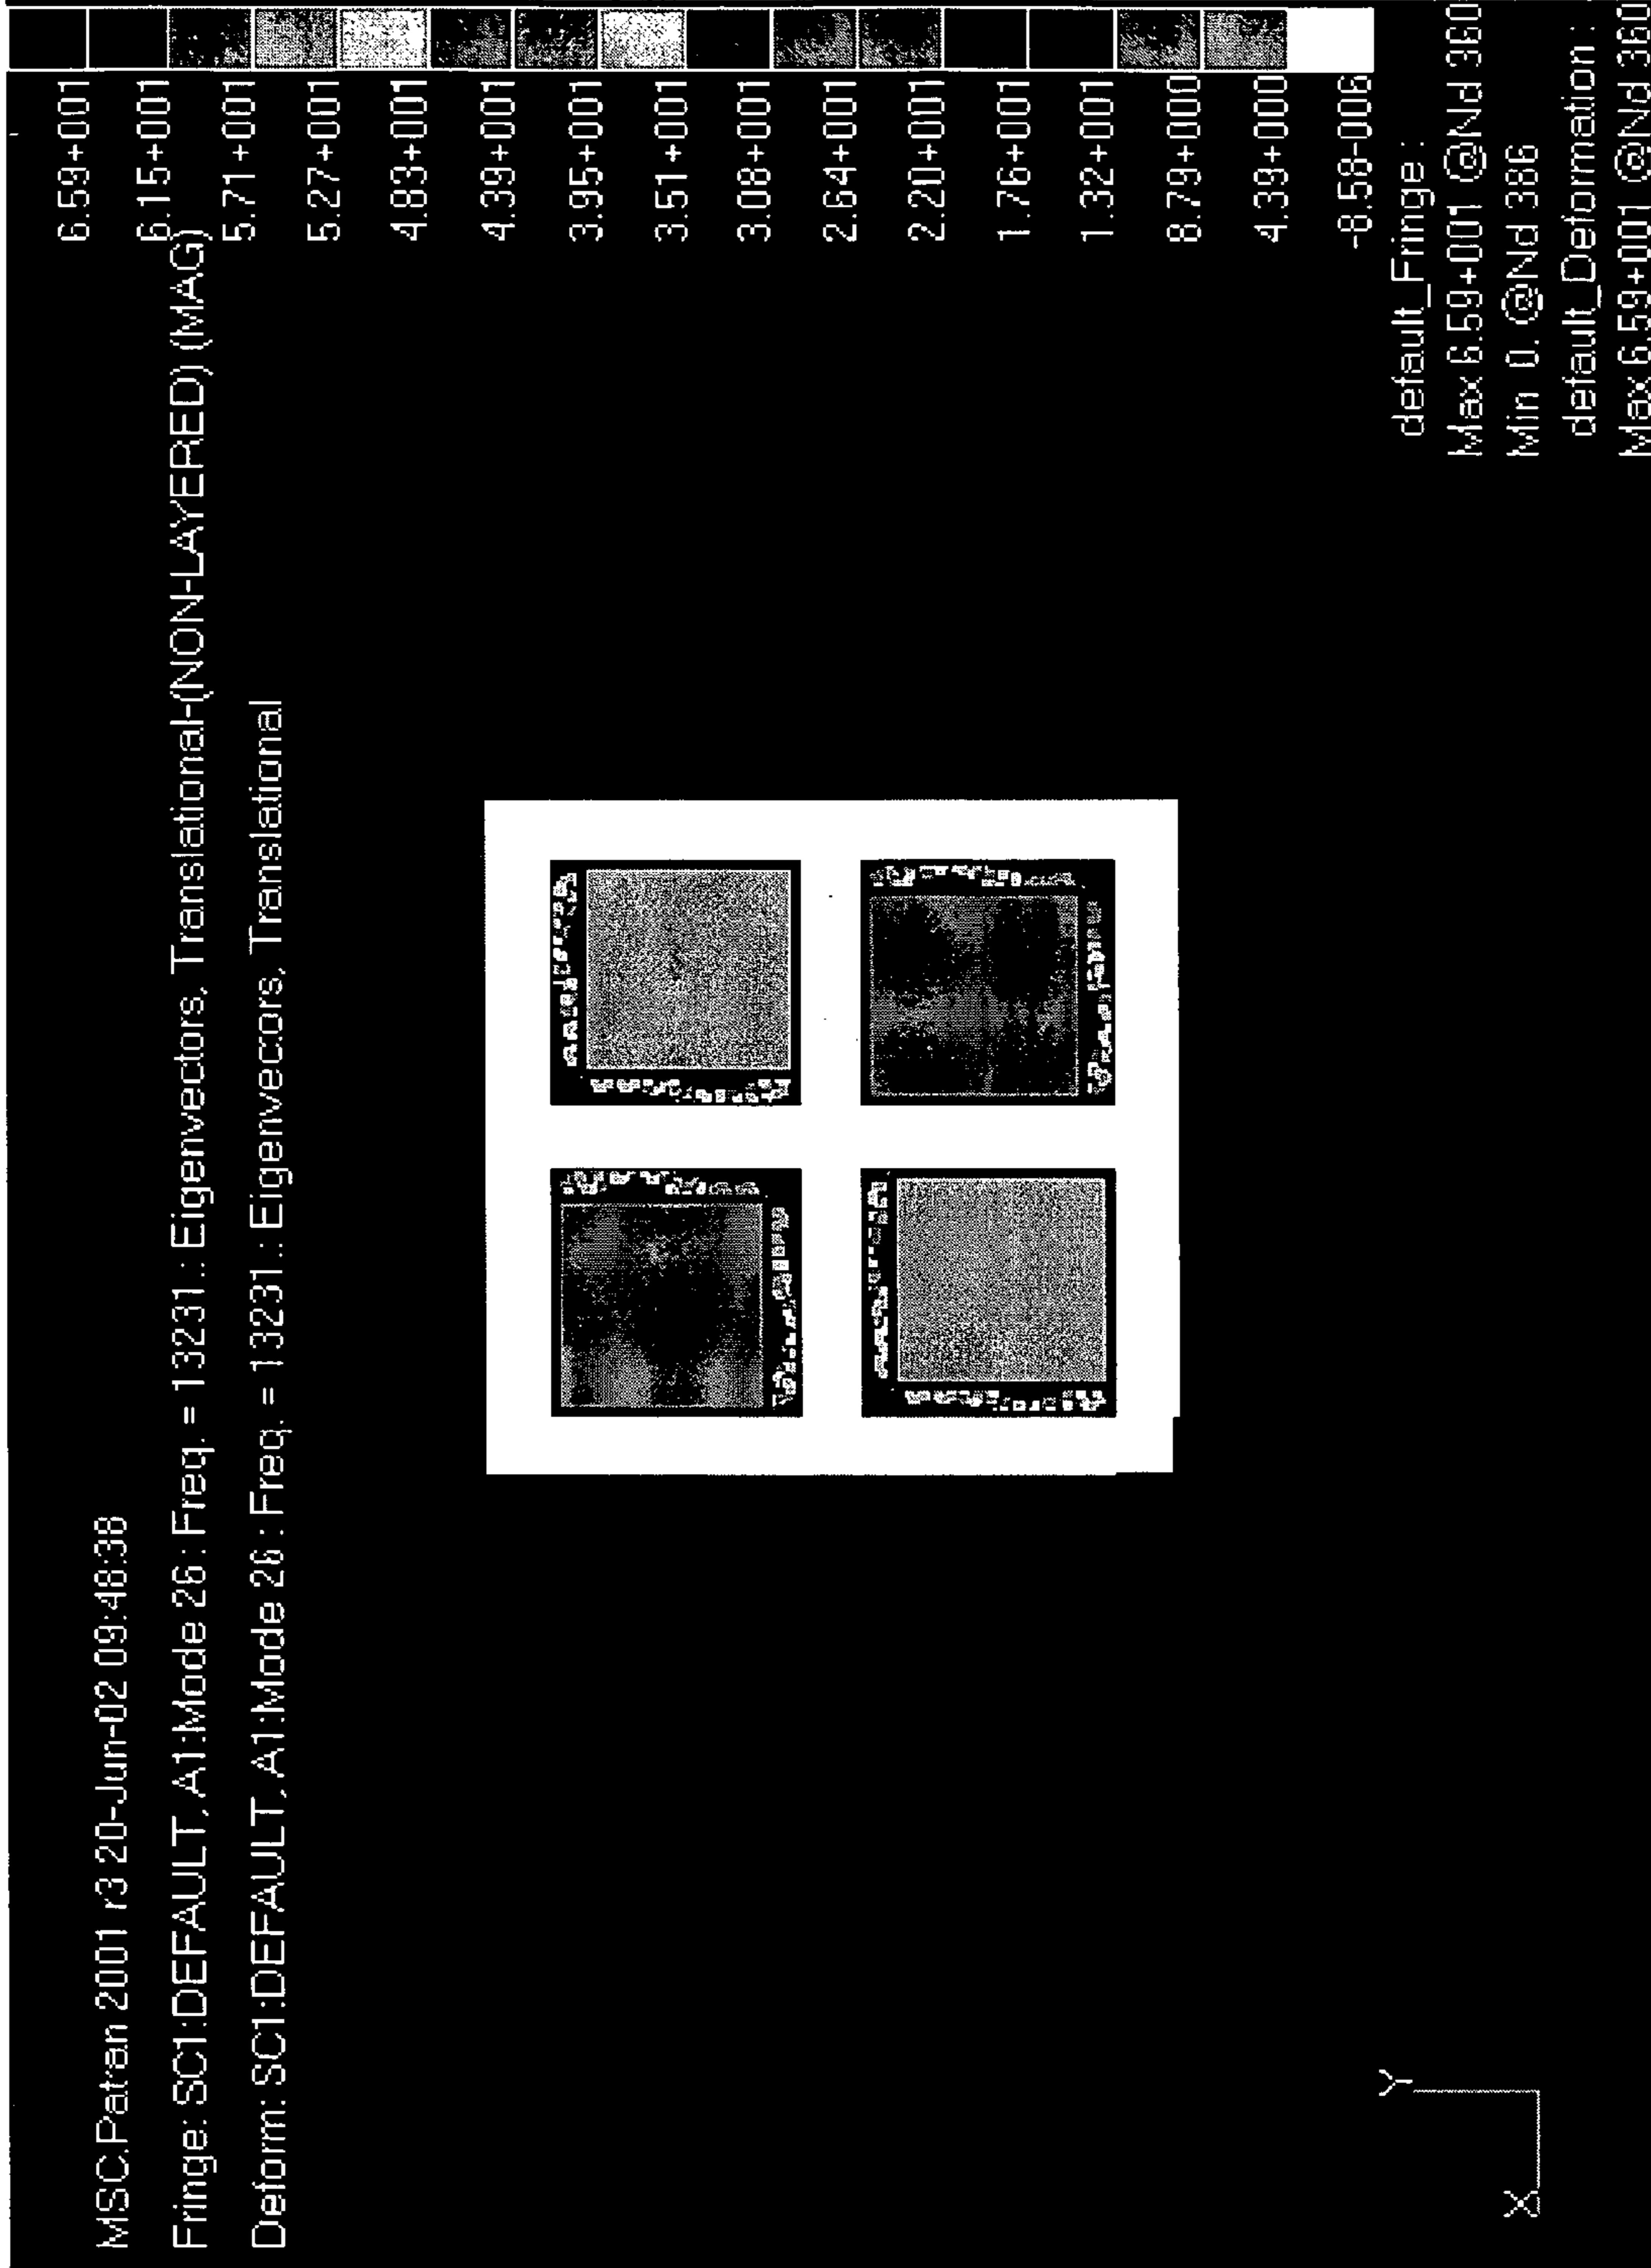 MSC.Patran 2001 r3 20-Jun-02 09:48:38
Fringe: SC1:DEFAULT, A1:Mode 26 : Freq. = 13231.: Eigenvectors, Translational-(NON-LAYERED) (MAG)
Deform: SC1:DEFAULT, A1:Mode 26 : Freq. = 13231.: Eigenvectors, Translational
6.59+001
6.15+001
5.71+001
5.27+001
4.83+001
4.39+001
3.95+001
3.51+001
3.08+001
2.64+001
2.20+001
1.76+001
1.32+001
8.79+000
4.39+000
-8.58-006
default_Fringe :
Max 6.59+001 @Nd 360
Min 0. @Nd 386
default_Deformation :
Max 6.59+001 @Nd 360
Y
X